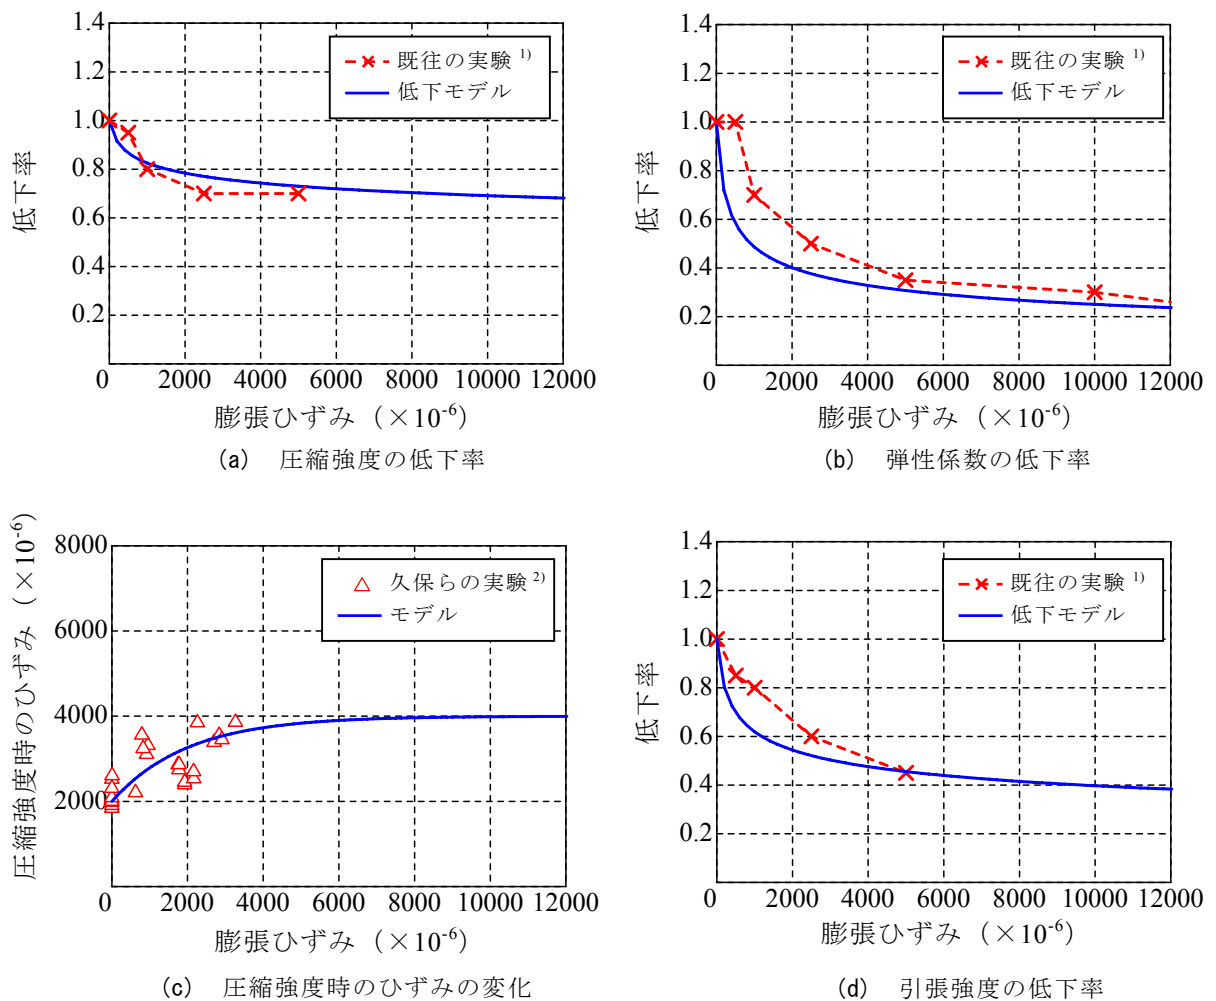 1.4
1.2
1.0
0.8
0.6
0.4
0.2
0 2000 4000 6000 8000 10000 12000
低下率
膨張ひずみ（×10⁻⁶）
既往の実験 ¹⁾
低下モデル
(a) 圧縮強度の低下率
1.4
1.2
1.0
0.8
0.6
0.4
0.2
0 2000 4000 6000 8000 10000 12000
低下率
膨張ひずみ（×10⁻⁶）
既往の実験 ¹⁾
低下モデル
(b) 弾性係数の低下率
8000
6000
4000
2000
0 2000 4000 6000 8000 10000 12000
圧縮強度時のひずみ（×10⁻⁶）
膨張ひずみ（×10⁻⁶）
久保らの実験 ²⁾
モデル
(c) 圧縮強度時のひずみの変化
1.4
1.2
1.0
0.8
0.6
0.4
0.2
0 2000 4000 6000 8000 10000 12000
低下率
膨張ひずみ（×10⁻⁶）
既往の実験 ¹⁾
低下モデル
(d) 引張強度の低下率